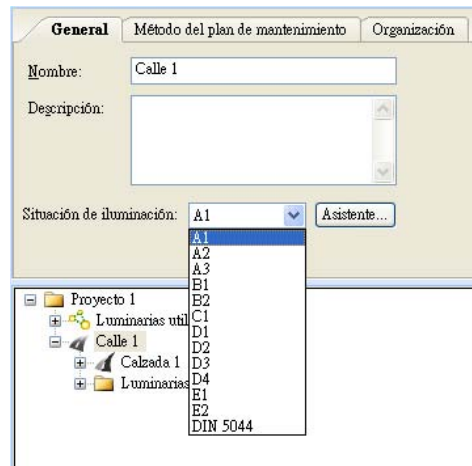 General Método del plan de mantenimiento Organización
Nombre: Calle 1
Descripción:
Situación de iluminación: A1 Asistente...
A1
A2
A3
B1
B2
C1
D1
D2
D3
D4
E1
E2
DIN 5044
Proyecto 1
Luminarias util
Calle 1
Calzada 1
Luminarias